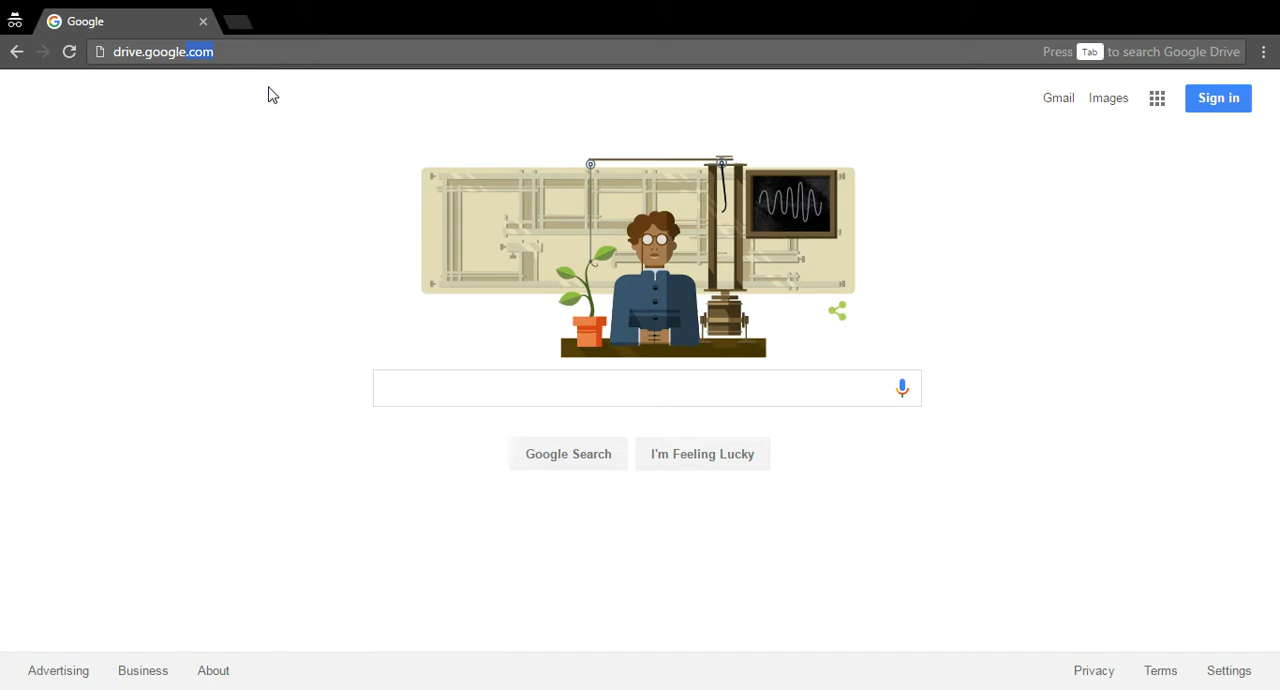 Google
drive.google.com
Press Tab to search Google Drive
Gmail Images Sign in
Google Search I'm Feeling Lucky
Advertising Business About Privacy Terms Settings